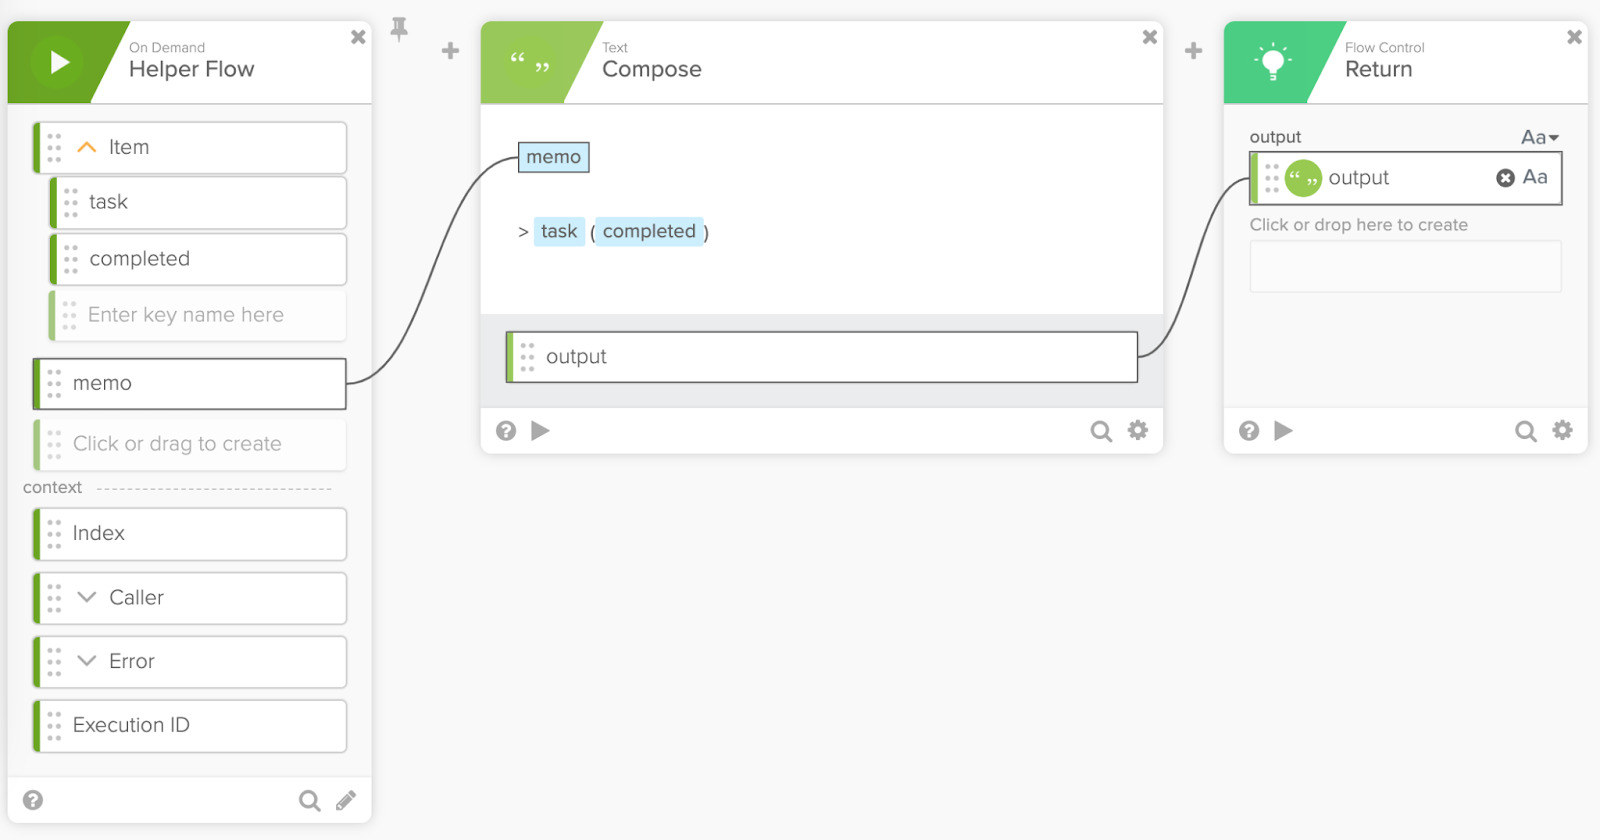 On Demand
Helper Flow
Item
task
completed
Enter key name here
memo
Click or drag to create
context
Index
Caller
Error
Execution ID
Text
Compose
memo
> task (completed)
output
Flow Control
Return
output Aa
output Aa
Click or drop here to create